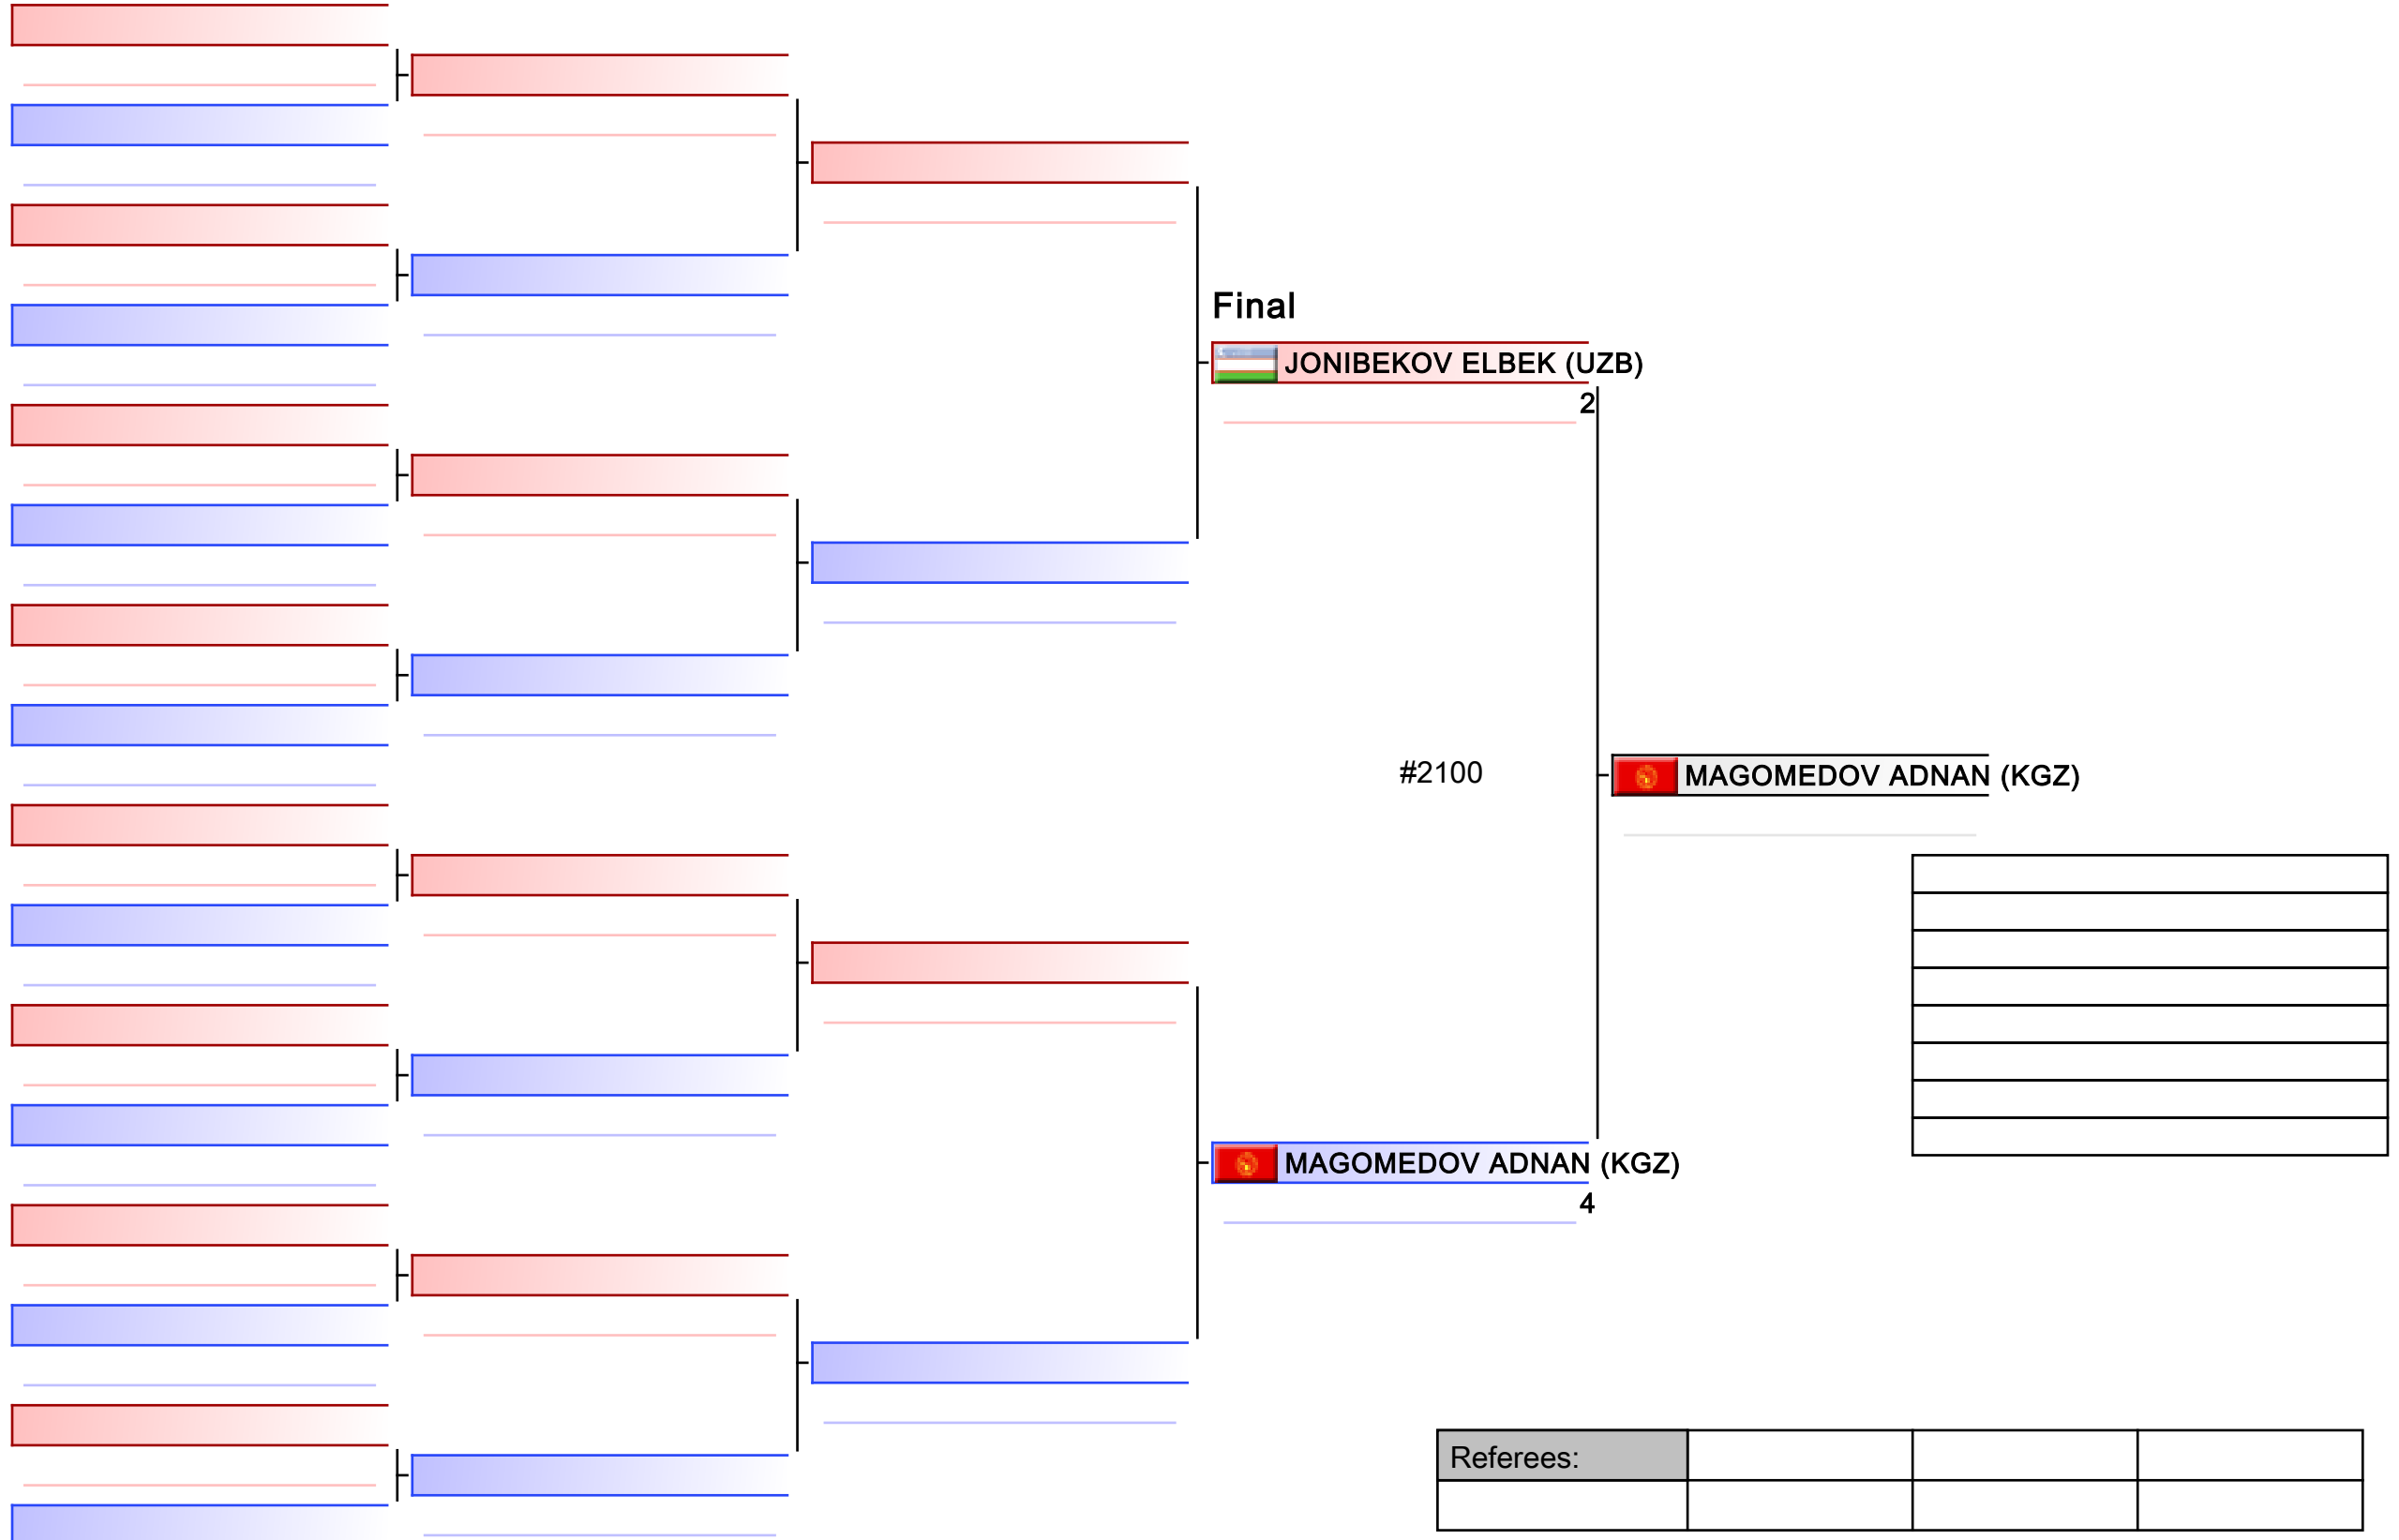 Final
JONIBEKOV ELBEK (UZB)
2
#2100
MAGOMEDOV ADNAN (KGZ)
MAGOMEDOV ADNAN (KGZ)
4
Referees: